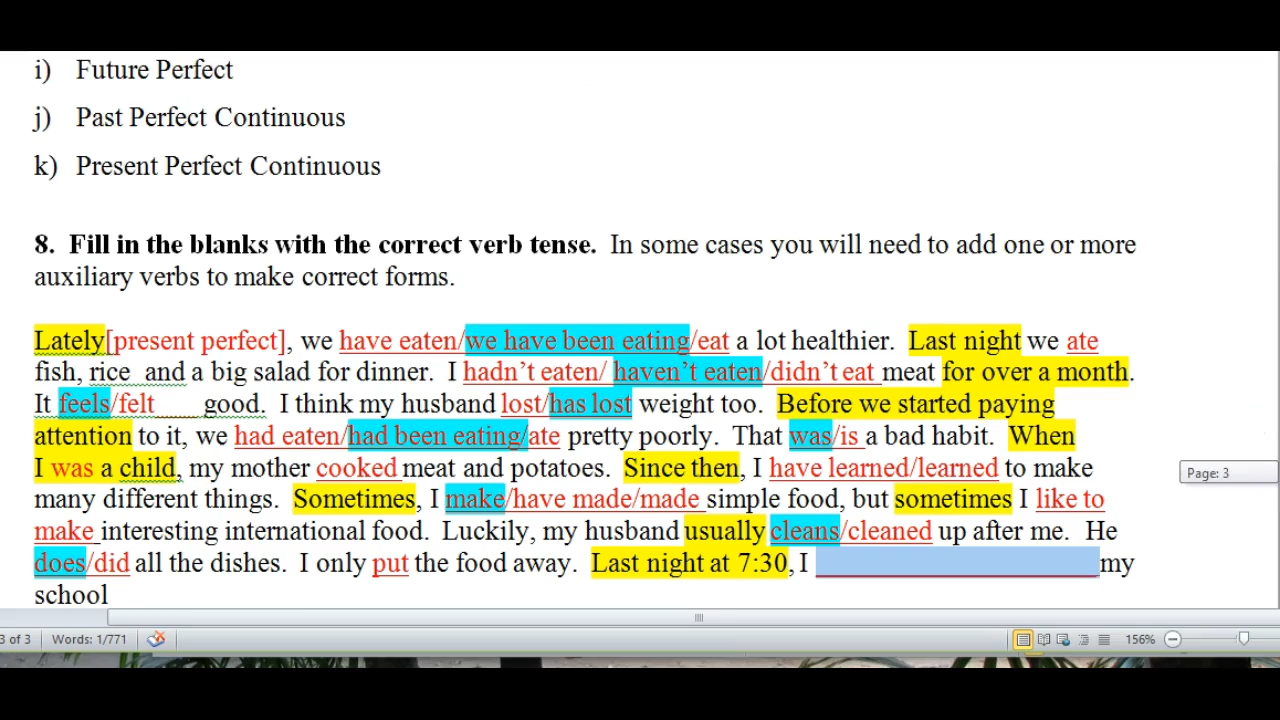 i) Future Perfect
j) Past Perfect Continuous
k) Present Perfect Continuous
8. Fill in the blanks with the correct verb tense. In some cases you will need to add one or more
auxiliary verbs to make correct forms.
Lately[present perfect], we have eaten/we have been eating/eat a lot healthier. Last night we ate
fish, rice and a big salad for dinner. I hadn't eaten/ haven't eaten/didn't eat meat for over a month.
It feels/felt____good. I think my husband lost/has lost weight too. Before we started paying
attention to it, we had eaten/had been eating/ate pretty poorly. That was/is a bad habit. When
I was a child, my mother cooked meat and potatoes. Since then, I have learned/learned to make
many different things. Sometimes, I make/have made/made simple food, but sometimes I like to
make interesting international food. Luckily, my husband usually cleans/cleaned up after me. He
does/did all the dishes. I only put the food away. Last night at 7:30, I ____________________my
school
Page: 3
3 of 3 Words: 1/771 156%